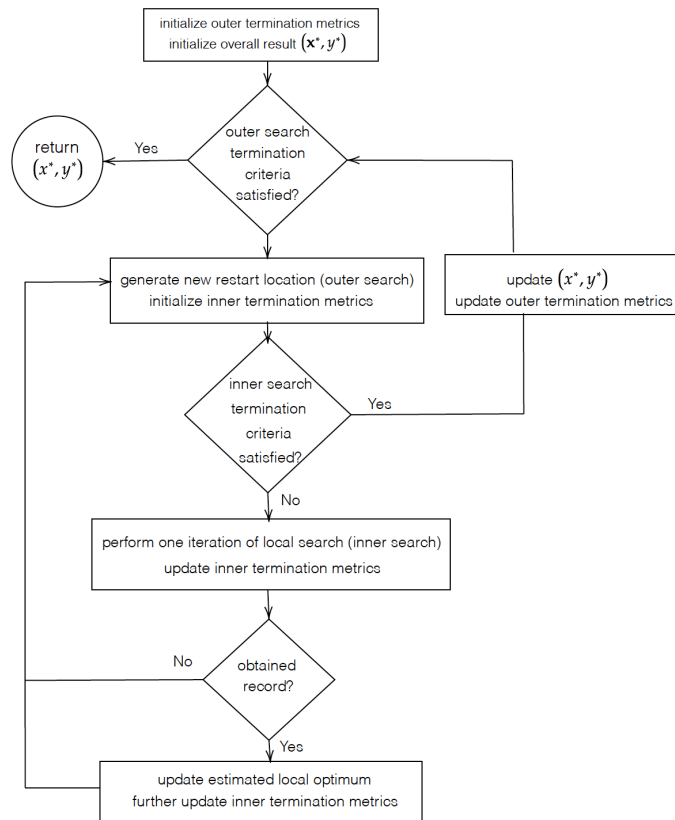 initialize outer termination metrics
initialize overall result (x*, y*)
outer search
termination
criteria
satisfied?
Yes
return
(x*, y*)
generate new restart location (outer search)
initialize inner termination metrics
update (x*, y*)
update outer termination metrics
inner search
termination
criteria
satisfied?
Yes
No
perform one iteration of local search (inner search)
update inner termination metrics
obtained
record?
No
Yes
update estimated local optimum
further update inner termination metrics